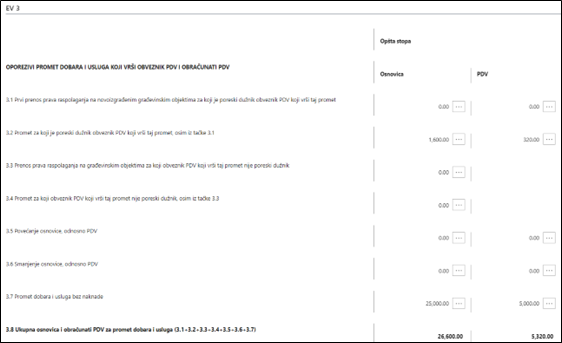 EV 3
Opšta stopa
OPOREZIVI PROMET DOBARA I USLUGA KOJI VRŠI OBVEZNIK PDV I OBRAČUNATI PDV
Osnovica PDV
3.1 Prvi prenos prava raspolaganja na novoizgrađenim građevinskim objektima za koji je poreski dužnik obveznik PDV koji vrši taj promet 0.00 ... 0.00 ...
3.2 Promet za koji je poreski dužnik obveznik PDV koji vrši taj promet, osim iz tačke 3.1 1,600.00 ... 320.00 ...
3.3 Prenos prava raspolaganja na građevinskim objektima za koji obveznik PDV koji vrši taj promet nije poreski dužnik 0.00 ...
3.4 Promet za koji obveznik PDV koji vrši taj promet nije poreski dužnik, osim iz tačke 3.3 0.00 ...
3.5 Povećanje osnovice, odnosno PDV 0.00 ... 0.00 ...
3.6 Smanjenje osnovice, odnosno PDV 0.00 ... 0.00 ...
3.7 Promet dobara i usluga bez naknade 25,000.00 ... 5,000.00 ...
3.8 Ukupna osnovica i obračunati PDV za promet dobara i usluga (3.1+3.2+3.3+3.4+3.5+3.6+3.7) 26,600.00 5,320.00